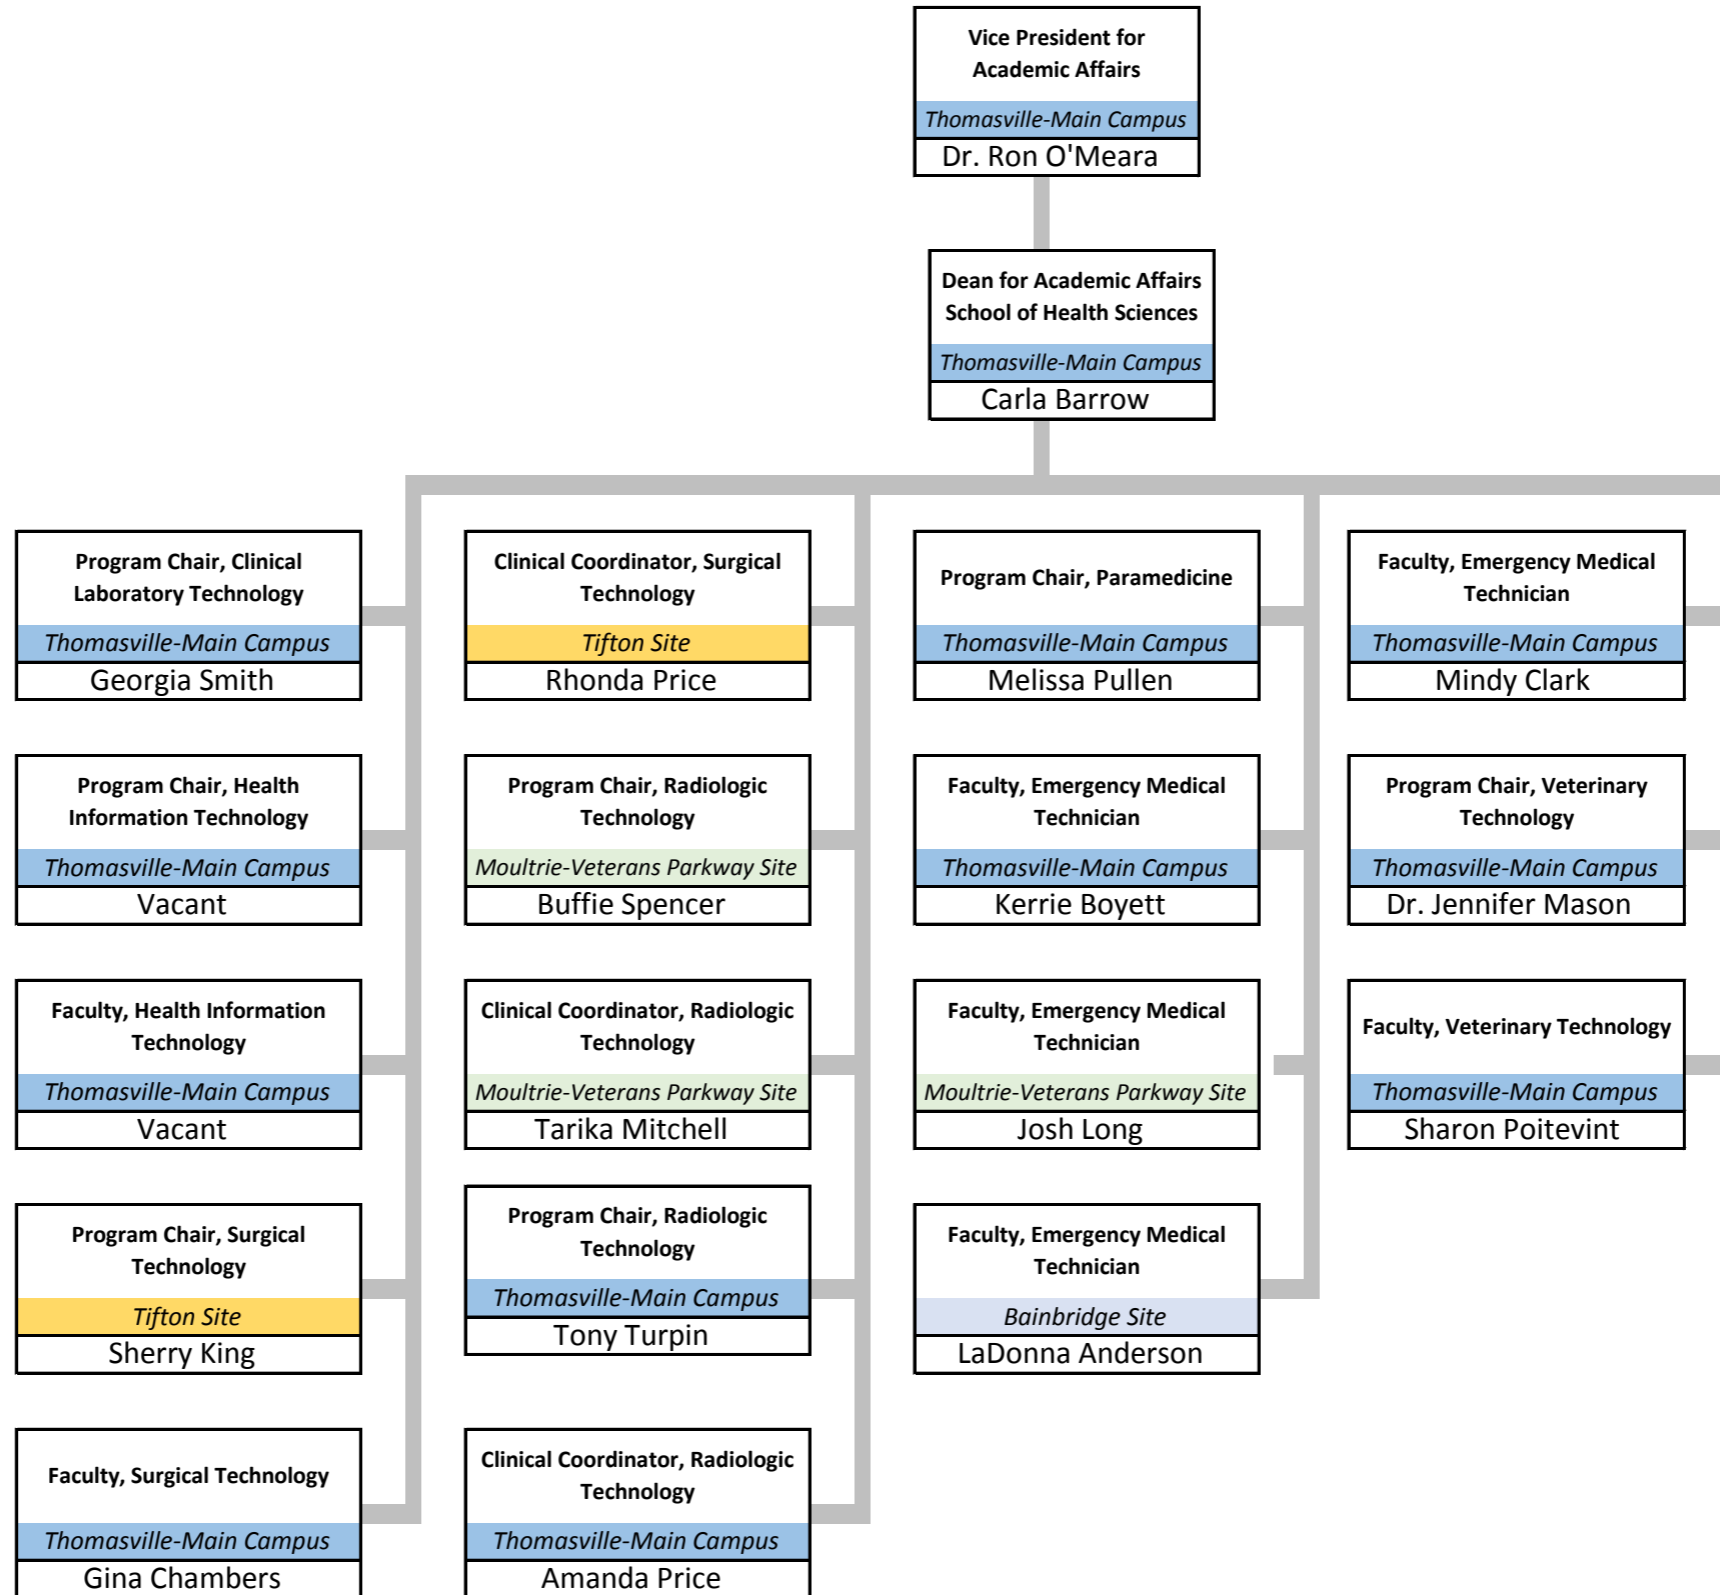 Vice President for
Academic Affairs
Thomasville-Main Campus
Dr. Ron O'Meara
Dean for Academic Affairs
School of Health Sciences
Thomasville-Main Campus
Carla Barrow
Program Chair, Clinical
Laboratory Technology
Thomasville-Main Campus
Georgia Smith
Program Chair, Health
Information Technology
Thomasville-Main Campus
Vacant
Faculty, Health Information
Technology
Thomasville-Main Campus
Vacant
Program Chair, Surgical
Technology
Tifton Site
Sherry King
Faculty, Surgical Technology
Thomasville-Main Campus
Gina Chambers
Clinical Coordinator, Surgical
Technology
Tifton Site
Rhonda Price
Program Chair, Radiologic
Technology
Moultrie-Veterans Parkway Site
Buffie Spencer
Clinical Coordinator, Radiologic
Technology
Moultrie-Veterans Parkway Site
Tarika Mitchell
Program Chair, Radiologic
Technology
Thomasville-Main Campus
Tony Turpin
Clinical Coordinator, Radiologic
Technology
Thomasville-Main Campus
Amanda Price
Program Chair, Paramedicine
Thomasville-Main Campus
Melissa Pullen
Faculty, Emergency Medical
Technician
Thomasville-Main Campus
Kerrie Boyett
Faculty, Emergency Medical
Technician
Moultrie-Veterans Parkway Site
Josh Long
Faculty, Emergency Medical
Technician
Bainbridge Site
LaDonna Anderson
Faculty, Emergency Medical
Technician
Thomasville-Main Campus
Mindy Clark
Program Chair, Veterinary
Technology
Thomasville-Main Campus
Dr. Jennifer Mason
Faculty, Veterinary Technology
Thomasville-Main Campus
Sharon Poitevint